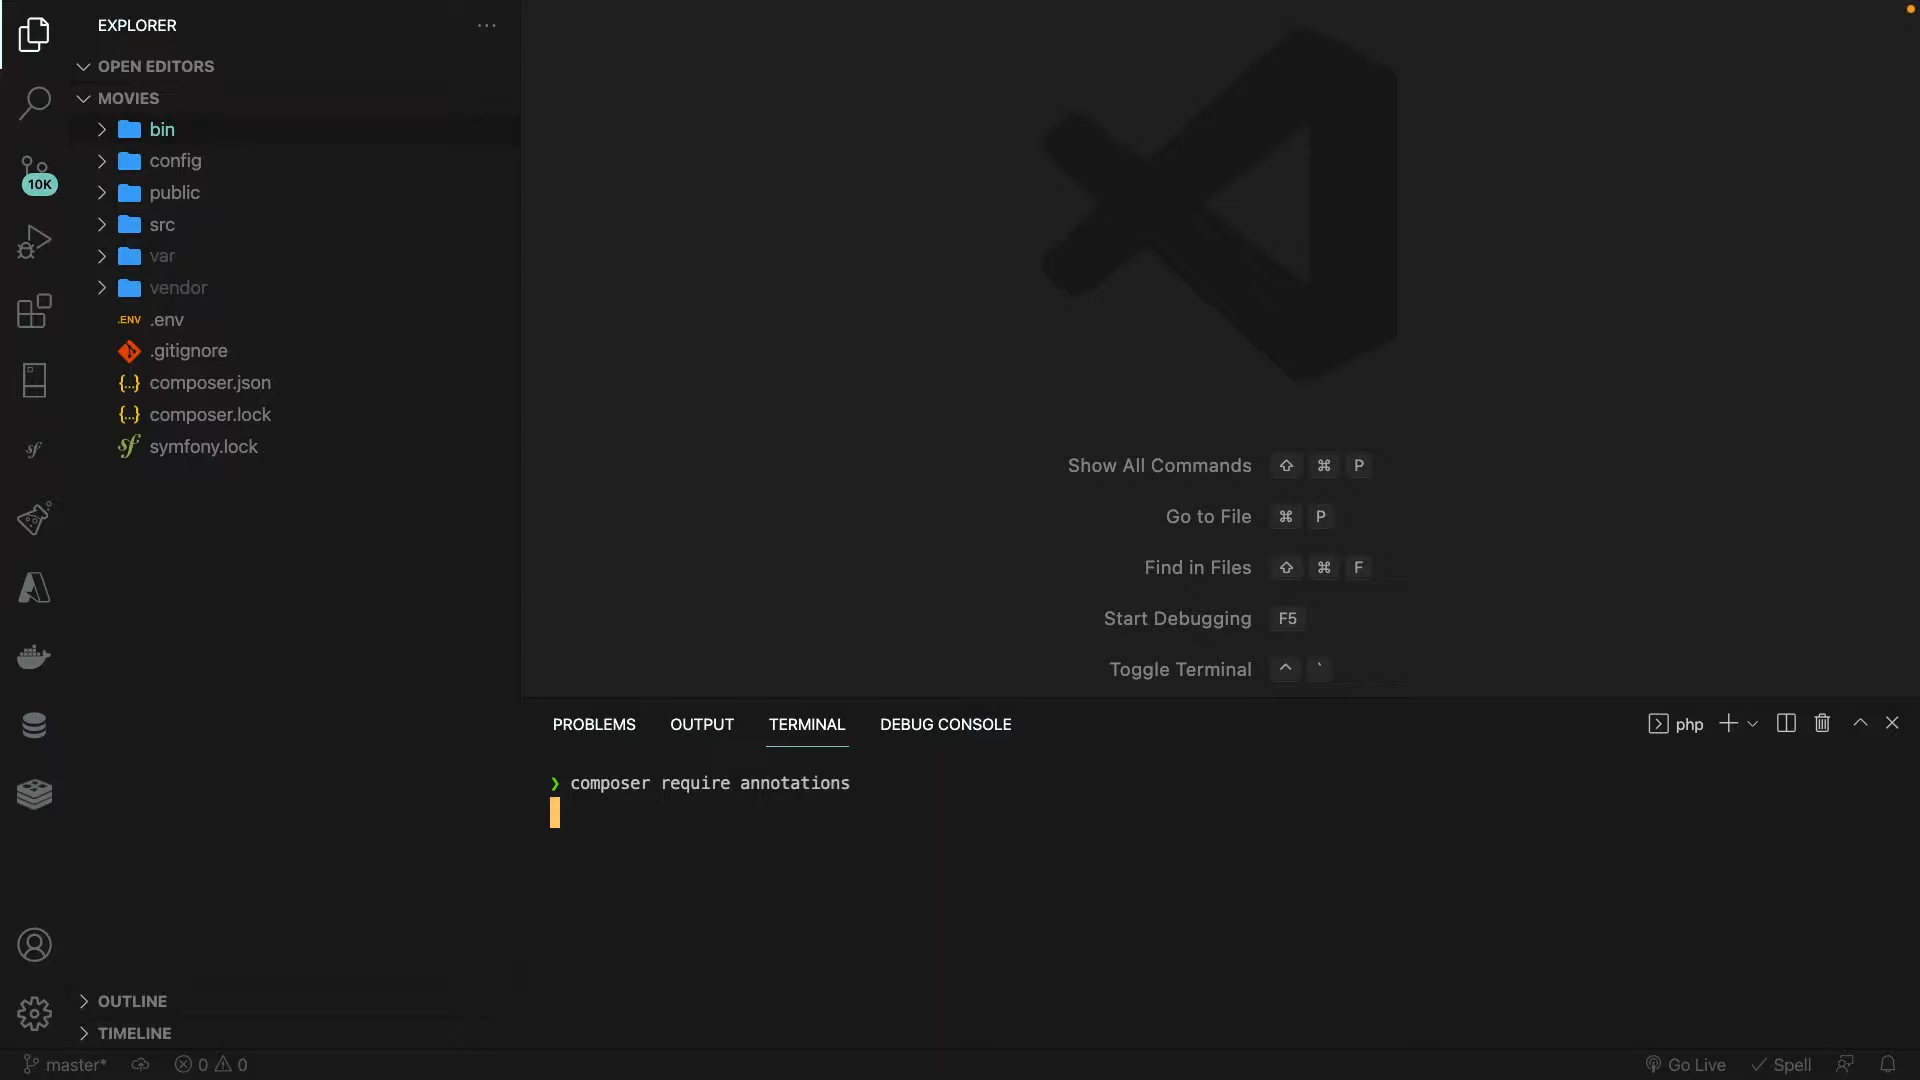 EXPLORER
OPEN EDITORS
MOVIES
bin
config
10K
public
src
var
vendor
.ENV .env
.gitignore
{..} composer.json
{..} composer.lock
sf symfony.lock
sf
Show All Commands ⇧ ⌘ P
Go to File ⌘ P
Find in Files ⇧ ⌘ F
Start Debugging F5
Toggle Terminal ^ `
PROBLEMS OUTPUT TERMINAL DEBUG CONSOLE
php
❯ composer require annotations
OUTLINE
TIMELINE
master* 0 0 Go Live Spell